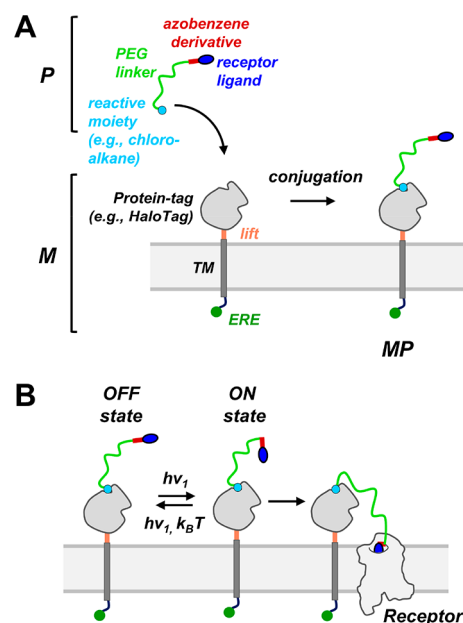 A
P
azobenzene
derivative
PEG
linker
receptor
ligand
reactive
moiety
(e.g., chloro-
alkane)
M
Protein-tag
(e.g., HaloTag)
conjugation
lift
TM
ERE
MP
B
OFF
state
ON
state
hν₁
hν₁, kBT
Receptor